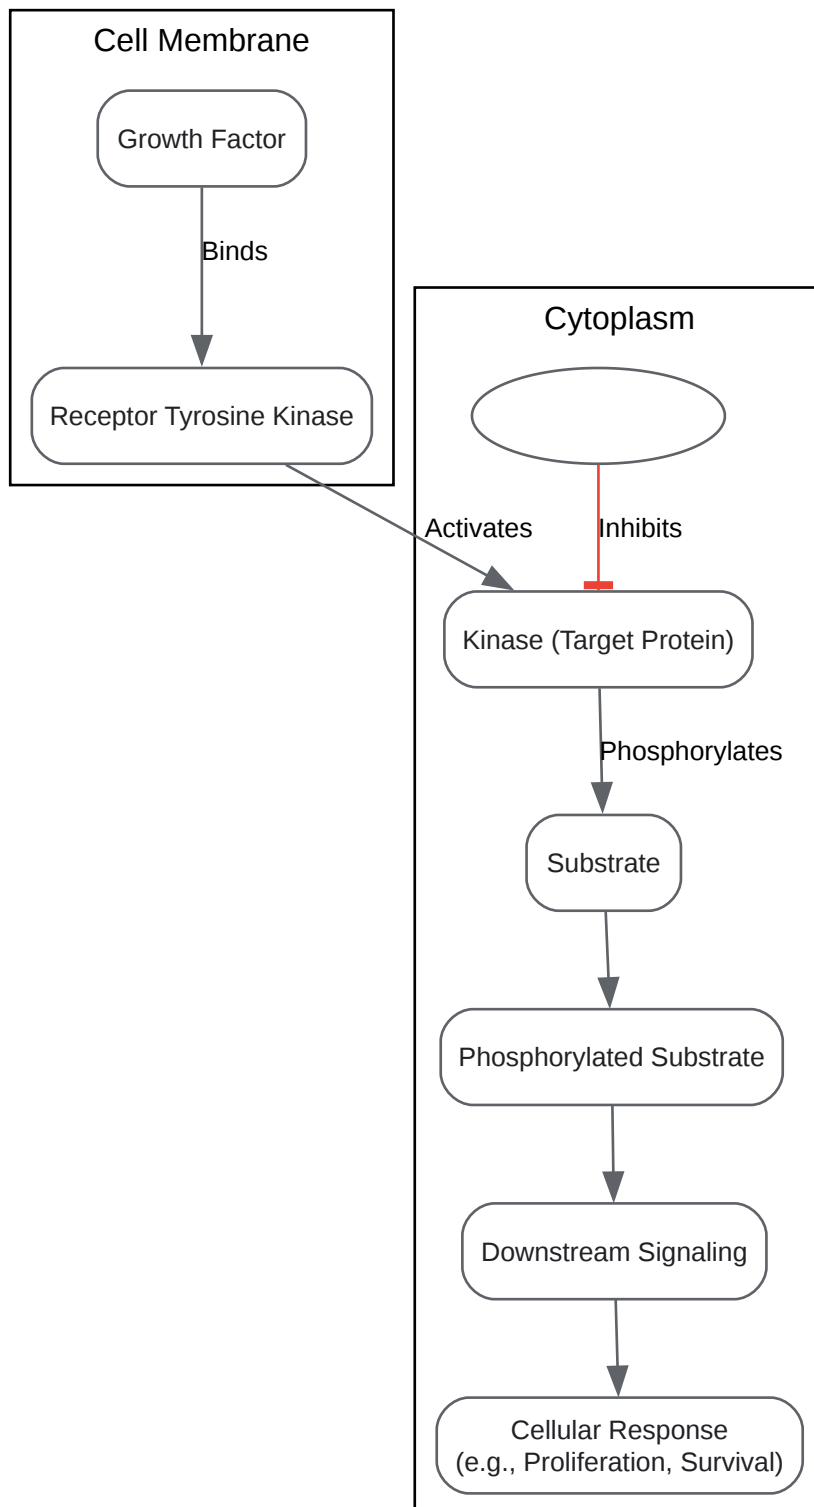 Cell Membrane
Growth Factor
Binds
Receptor Tyrosine Kinase
Cytoplasm
Activates
Inhibits
Kinase (Target Protein)
Phosphorylates
Substrate
Phosphorylated Substrate
Downstream Signaling
Cellular Response
(e.g., Proliferation, Survival)